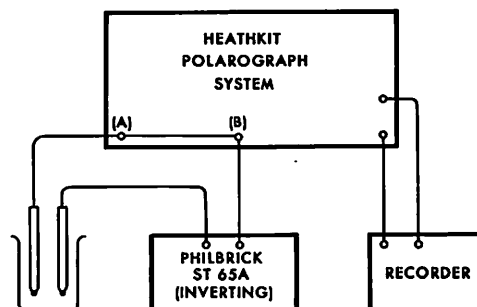 HEATHKIT
POLAROGRAPH
SYSTEM
(A)
(B)
PHILBRICK
ST 65A
(INVERTING)
RECORDER